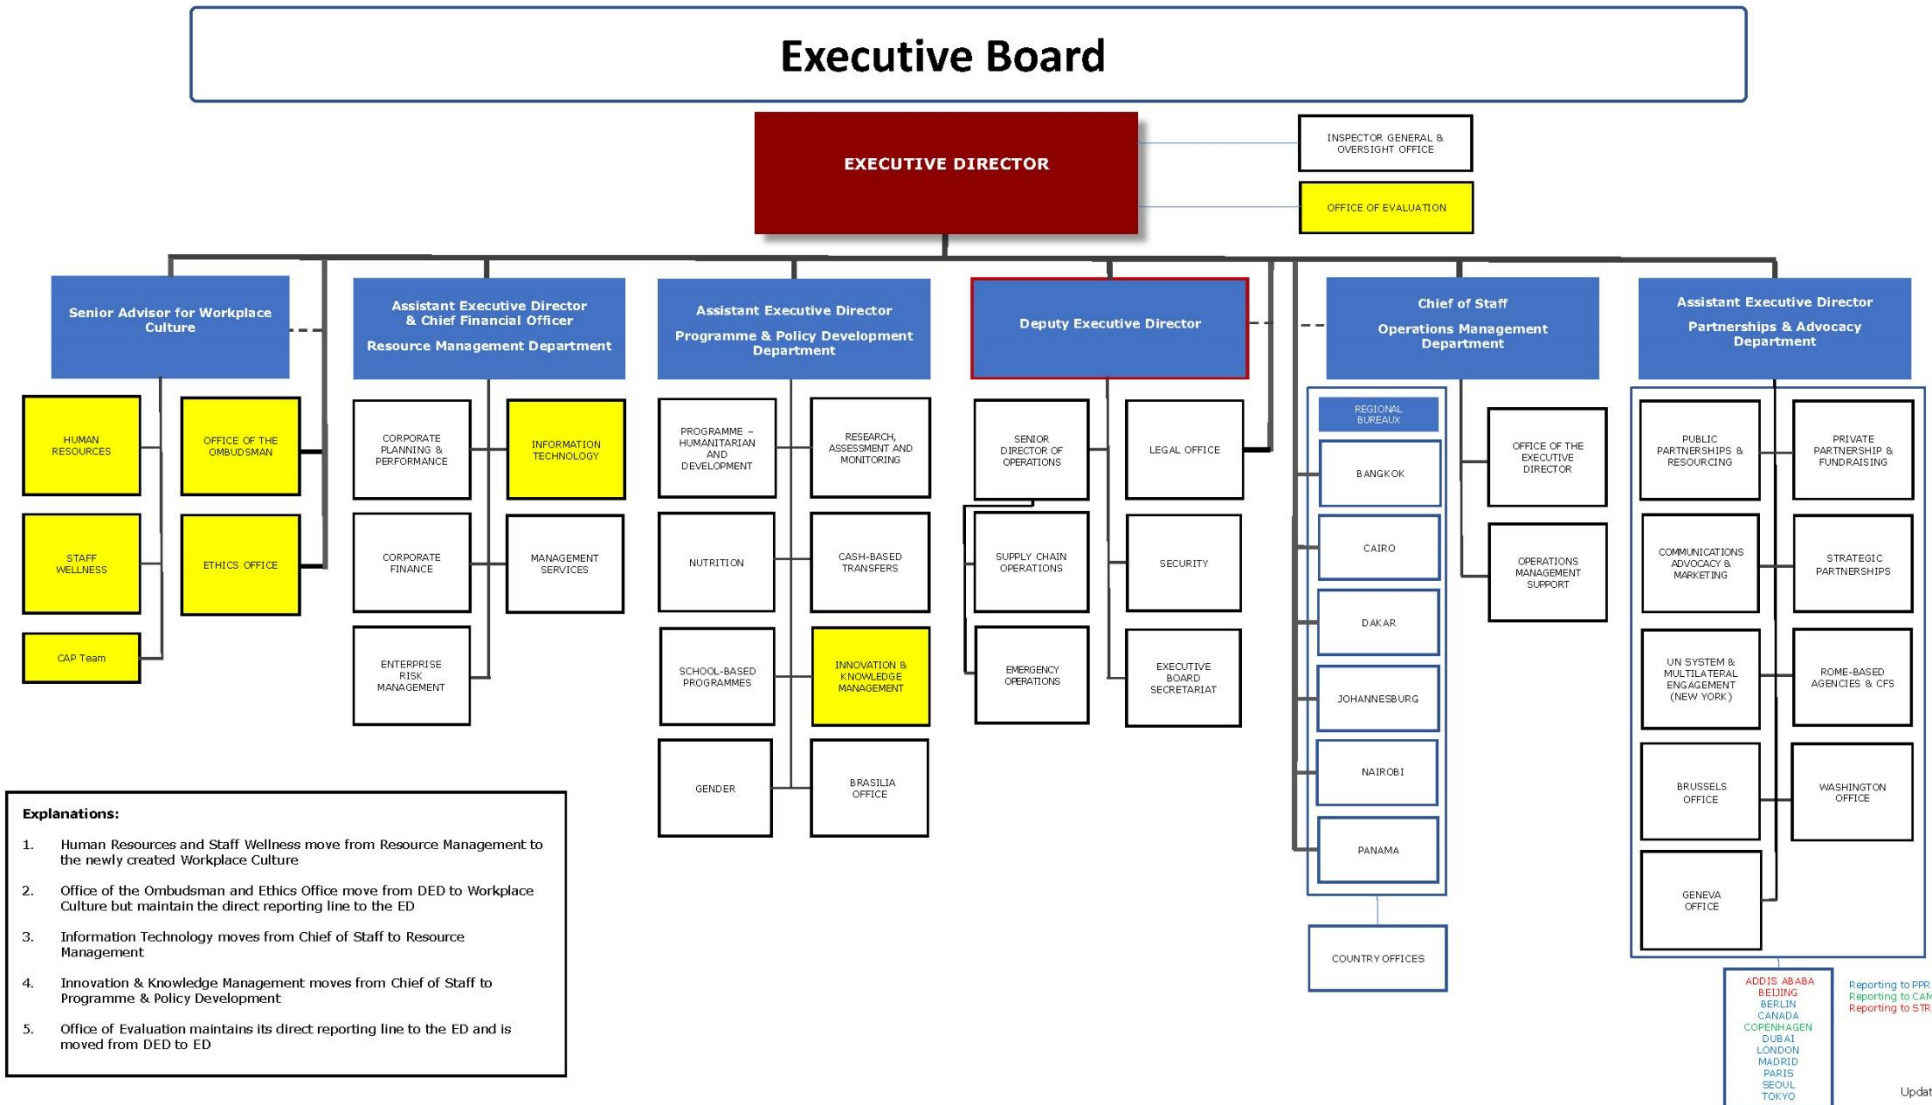 Executive Board
EXECUTIVE DIRECTOR
INSPECTOR GENERAL &
OVERSIGHT OFFICE
OFFICE OF EVALUATION
Senior Advisor for Workplace
Culture
HUMAN
RESOURCES
OFFICE OF THE
OMBUDSMAN
STAFF
WELLNESS
ETHICS OFFICE
CAP Team
Assistant Executive Director
& Chief Financial Officer
Resource Management Department
CORPORATE
PLANNING &
PERFORMANCE
INFORMATION
TECHNOLOGY
CORPORATE
FINANCE
MANAGEMENT
SERVICES
ENTERPRISE
RISK
MANAGEMENT
Assistant Executive Director
Programme & Policy Development
Department
PROGRAMME –
HUMANITARIAN
AND
DEVELOPMENT
RESEARCH,
ASSESSMENT AND
MONITORING
NUTRITION
CASH-BASED
TRANSFERS
SCHOOL-BASED
PROGRAMMES
INNOVATION &
KNOWLEDGE
MANAGEMENT
GENDER
BRASILIA
OFFICE
Deputy Executive Director
SENIOR
DIRECTOR OF
OPERATIONS
LEGAL OFFICE
SUPPLY CHAIN
OPERATIONS
SECURITY
EMERGENCY
OPERATIONS
EXECUTIVE
BOARD
SECRETARIAT
Chief of Staff
Operations Management
Department
REGIONAL
BUREAUX
BANGKOK
CAIRO
DAKAR
JOHANNESBURG
NAIROBI
PANAMA
COUNTRY OFFICES
OFFICE OF THE
EXECUTIVE
DIRECTOR
OPERATIONS
MANAGEMENT
SUPPORT
Assistant Executive Director
Partnerships & Advocacy
Department
PUBLIC
PARTNERSHIPS &
RESOURCING
PRIVATE
PARTNERSHIP &
FUNDRAISING
COMMUNICATIONS
ADVOCACY &
MARKETING
STRATEGIC
PARTNERSHIPS
UN SYSTEM &
MULTILATERAL
ENGAGEMENT
(NEW YORK)
ROME-BASED
AGENCIES & CFS
BRUSSELS
OFFICE
WASHINGTON
OFFICE
GENEVA
OFFICE
ADDIS ABABA
BEIJING
BERLIN
CANADA
COPENHAGEN
DUBAI
LONDON
MADRID
PARIS
SEOUL
TOKYO
Reporting to PPR
Reporting to CAM
Reporting to STR
Explanations:
1. Human Resources and Staff Wellness move from Resource Management to
the newly created Workplace Culture
2. Office of the Ombudsman and Ethics Office move from DED to Workplace
Culture but maintain the direct reporting line to the ED
3. Information Technology moves from Chief of Staff to Resource
Management
4. Innovation & Knowledge Management moves from Chief of Staff to
Programme & Policy Development
5. Office of Evaluation maintains its direct reporting line to the ED and is
moved from DED to ED